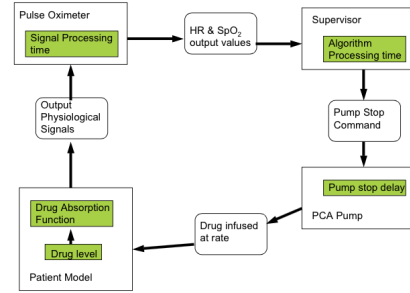 Pulse Oximeter
Signal Processing
time
HR & SpO₂
output values
Supervisor
Algorithm
Processing time
Output
Physiological
Signals
Pump Stop
Command
Drug Absorption
Function
Drug level
Patient Model
Drug infused
at rate
Pump stop delay
PCA Pump